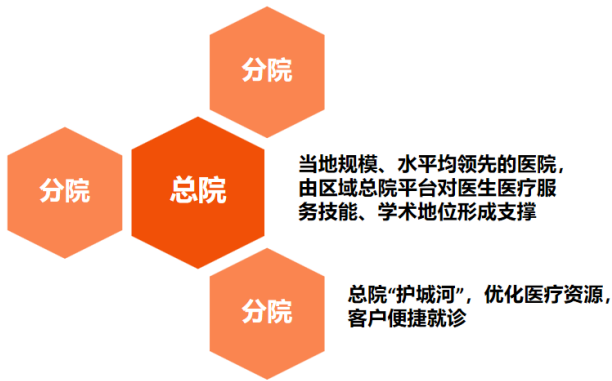 分院
分院
总院
当地规模、水平均领先的医院，
由区域总院平台对医生医疗服
务技能、学术地位形成支撑
分院
总院“护城河”，优化医疗资源，
客户便捷就诊